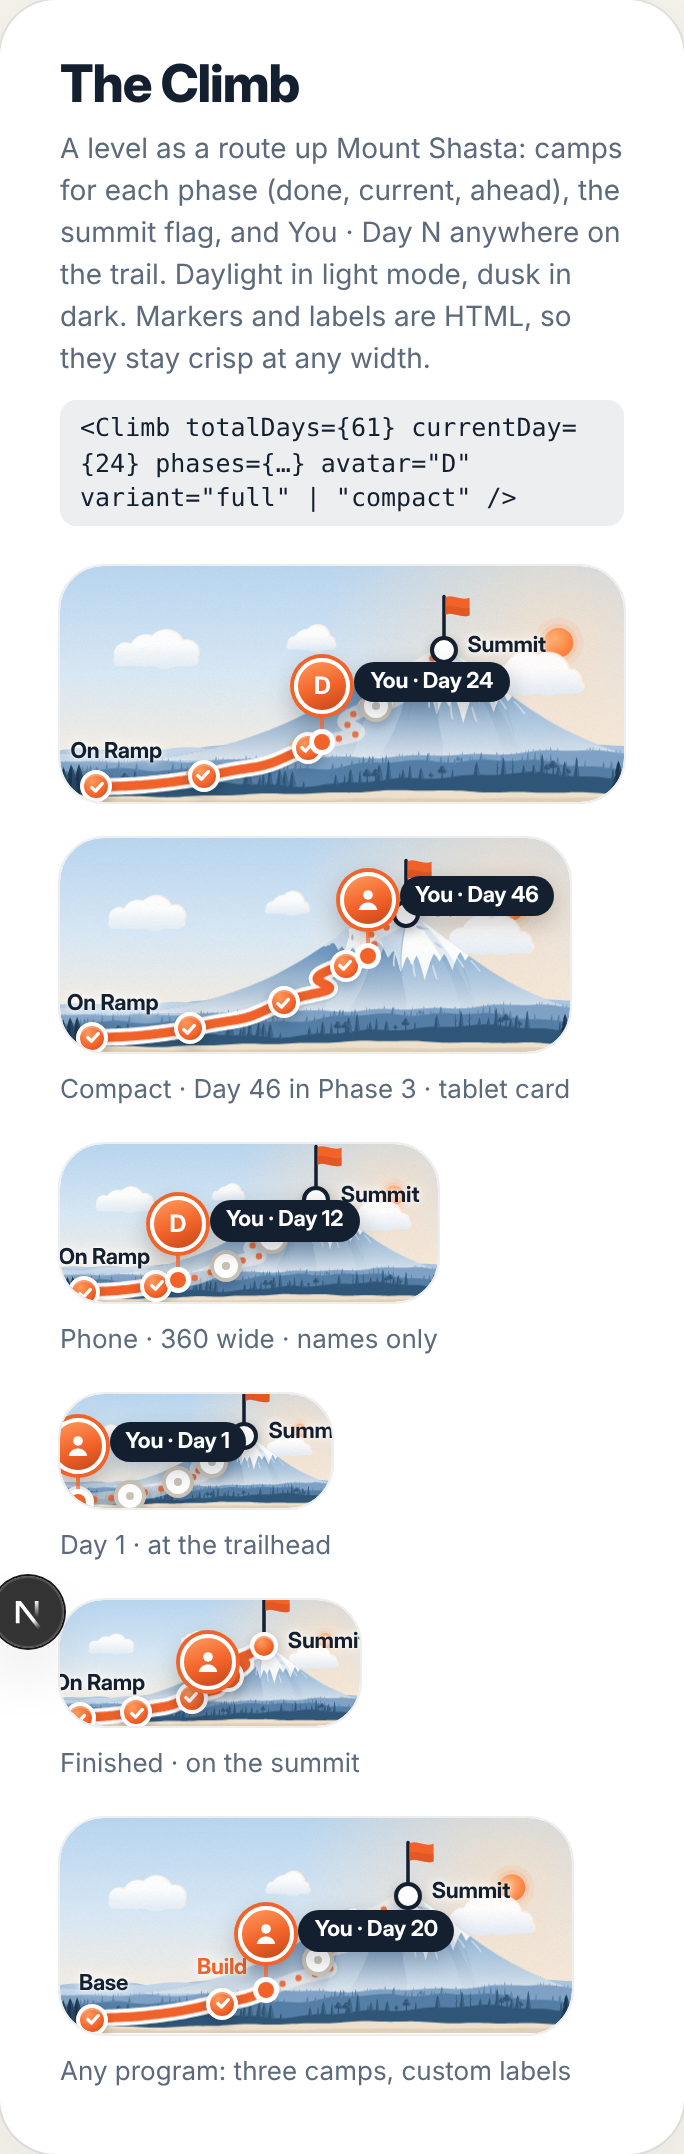 The Climb
A level as a route up Mount Shasta: camps
for each phase (done, current, ahead), the
summit flag, and You · Day N anywhere on
the trail. Daylight in light mode, dusk in
dark. Markers and labels are HTML, so
they stay crisp at any width.
<Climb totalDays={61} currentDay=
{24} phases={…} avatar="D"
variant="full" | "compact" />
Summit
D
You · Day 24
On Ramp
You · Day 46
On Ramp
Compact · Day 46 in Phase 3 · tablet card
Summit
D
You · Day 12
On Ramp
Phone · 360 wide · names only
Summ
You · Day 1
Day 1 · at the trailhead
N
Summi
On Ramp
Finished · on the summit
Summit
You · Day 20
Build
Base
Any program: three camps, custom labels